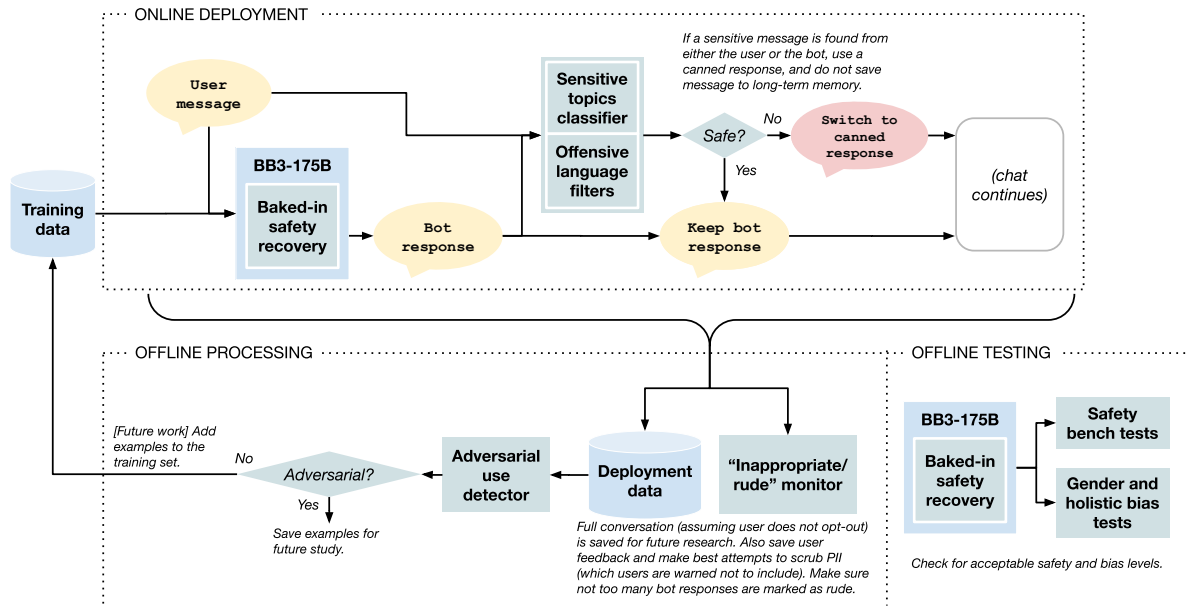 ONLINE DEPLOYMENT
If a sensitive message is found from
either the user or the bot, use a
canned response, and do not save
message to long-term memory.
User
message
Sensitive
topics
classifier
Offensive
language
filters
Safe?
No
Yes
Switch to
canned
response
(chat
continues)
Training
data
BB3-175B
Baked-in
safety
recovery
Bot
response
Keep bot
response
OFFLINE PROCESSING
[Future work] Add
examples to the
training set.
No
Adversarial?
Yes
Save examples for
future study.
Adversarial
use
detector
Deployment
data
“Inappropriate/
rude” monitor
Full conversation (assuming user does not opt-out)
is saved for future research. Also save user
feedback and make best attempts to scrub PII
(which users are warned not to include). Make sure
not too many bot responses are marked as rude.
OFFLINE TESTING
BB3-175B
Baked-in
safety
recovery
Safety
bench tests
Gender and
holistic bias
tests
Check for acceptable safety and bias levels.